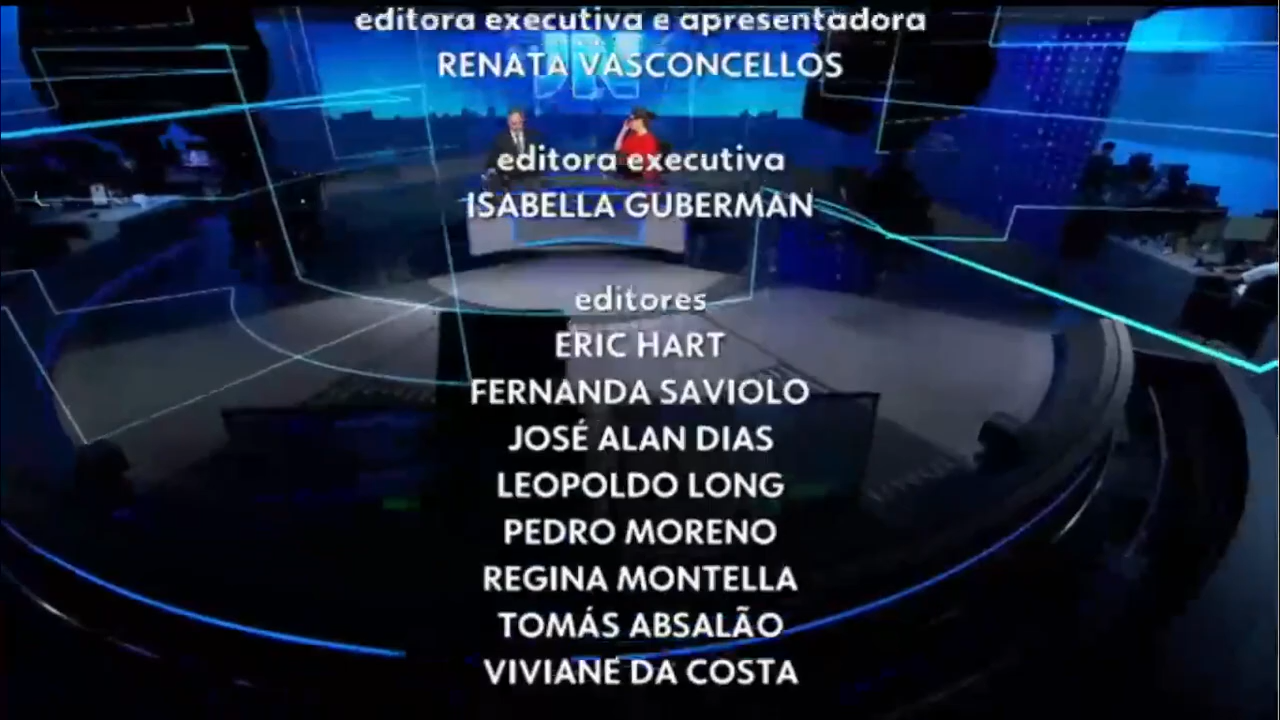 editora executiva e apresentadora
RENATA VASCONCELLOS
editora executiva
ISABELLA GUBERMAN
editores
ERIC HART
FERNANDA SAVIOLO
JOSÉ ALAN DIAS
LEOPOLDO LONG
PEDRO MORENO
REGINA MONTELLA
TOMÁS ABSALÃO
VIVIANE DA COSTA